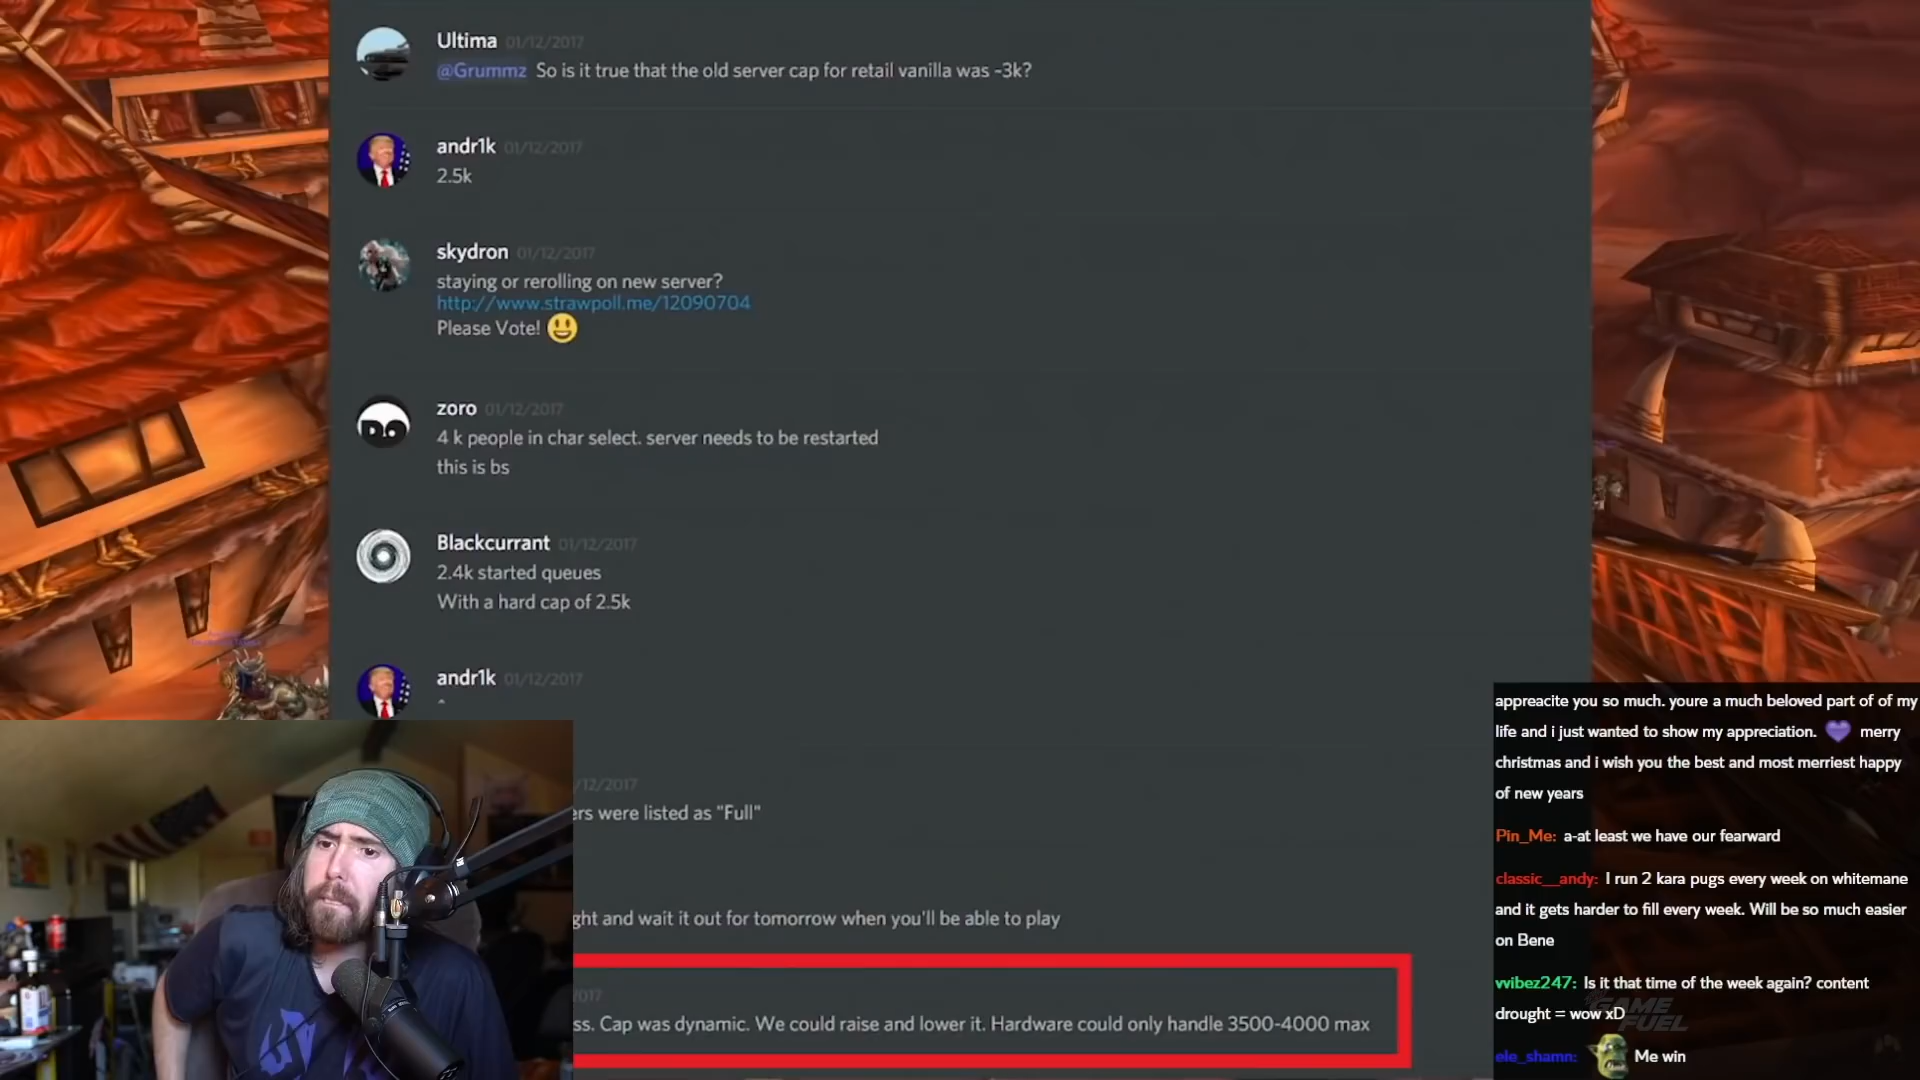 Ultima 01/12/2017
@Grummz So is it true that the old server cap for retail vanilla was ~3k?
andr1k 01/12/2017
2.5k
skydron 01/12/2017
staying or rerolling on new server?
http://www.strawpoll.me/12090704
Please Vote!
zoro 01/12/2017
4 k people in char select. server needs to be restarted
this is bs
Blackcurrant 01/12/2017
2.4k started queues
With a hard cap of 2.5k
andr1k 01/12/2017
^
/12/2017
ers were listed as "Full"
ght and wait it out for tomorrow when you'll be able to play
2017
ss. Cap was dynamic. We could raise and lower it. Hardware could only handle 3500-4000 max
appreacite you so much. youre a much beloved part of of my
life and i just wanted to show my appreciation. merry
christmas and i wish you the best and most merriest happy
of new years
Pin_Me: a-at least we have our fearward
classic__andy: I run 2 kara pugs every week on whitemane
and it gets harder to fill every week. Will be so much easier
on Bene
vvibez247: Is it that time of the week again? content
drought = wow xD
GAME
FUEL
ele_shamn: Me win